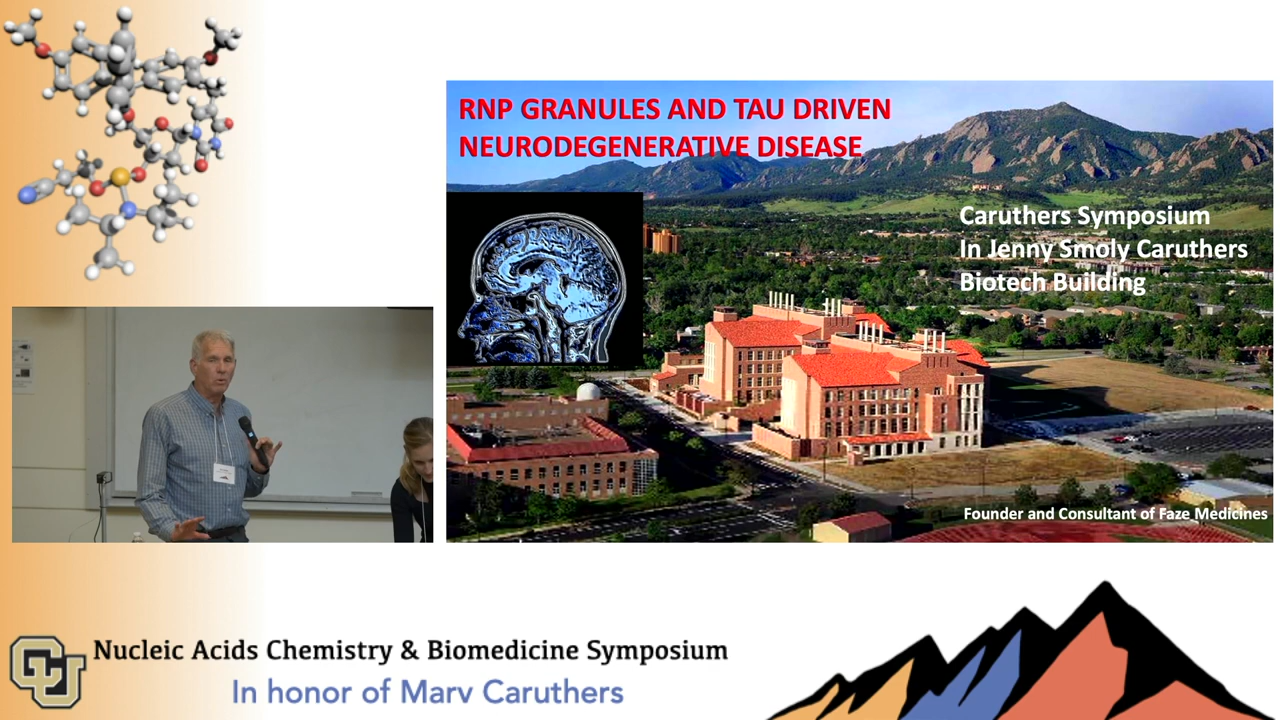 RNP GRANULES AND TAU DRIVEN
NEURODEGENERATIVE DISEASE
Caruthers Symposium
In Jenny Smoly Caruthers
Biotech Building
Founder and Consultant of Faze Medicines
CU
Nucleic Acids Chemistry & Biomedicine Symposium
In honor of Marv Caruthers